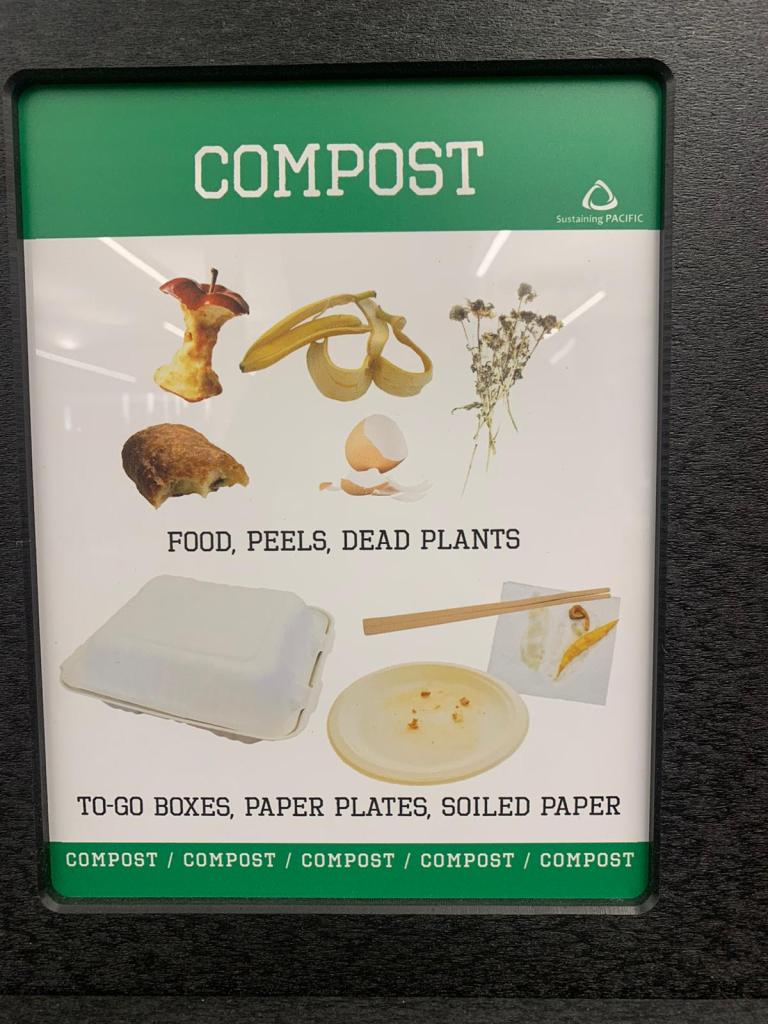 COMPOST
Sustaining PACIFIC
FOOD, PEELS, DEAD PLANTS
TO-GO BOXES, PAPER PLATES, SOILED PAPER
COMPOST / COMPOST / COMPOST / COMPOST / COMPOST